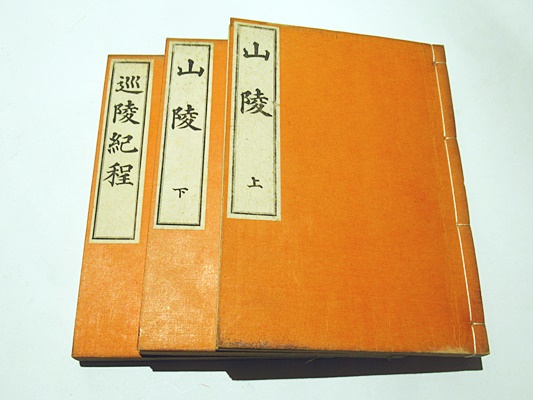 山陵 上
山陵 下
巡陵紀程